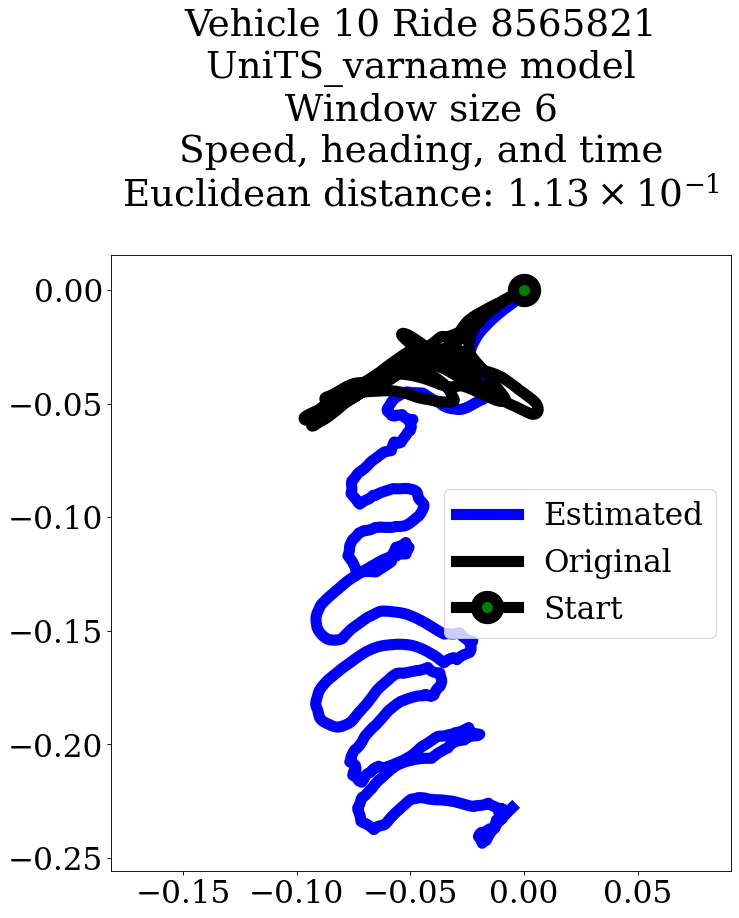 Vehicle 10 Ride 8565821
UniTS_varname model
Window size 6
Speed, heading, and time
Euclidean distance: 1.13 × 10⁻¹
0.00
−0.05
−0.10
−0.15
−0.20
−0.25
Estimated
Original
Start
−0.15 −0.10 −0.05 0.00 0.05